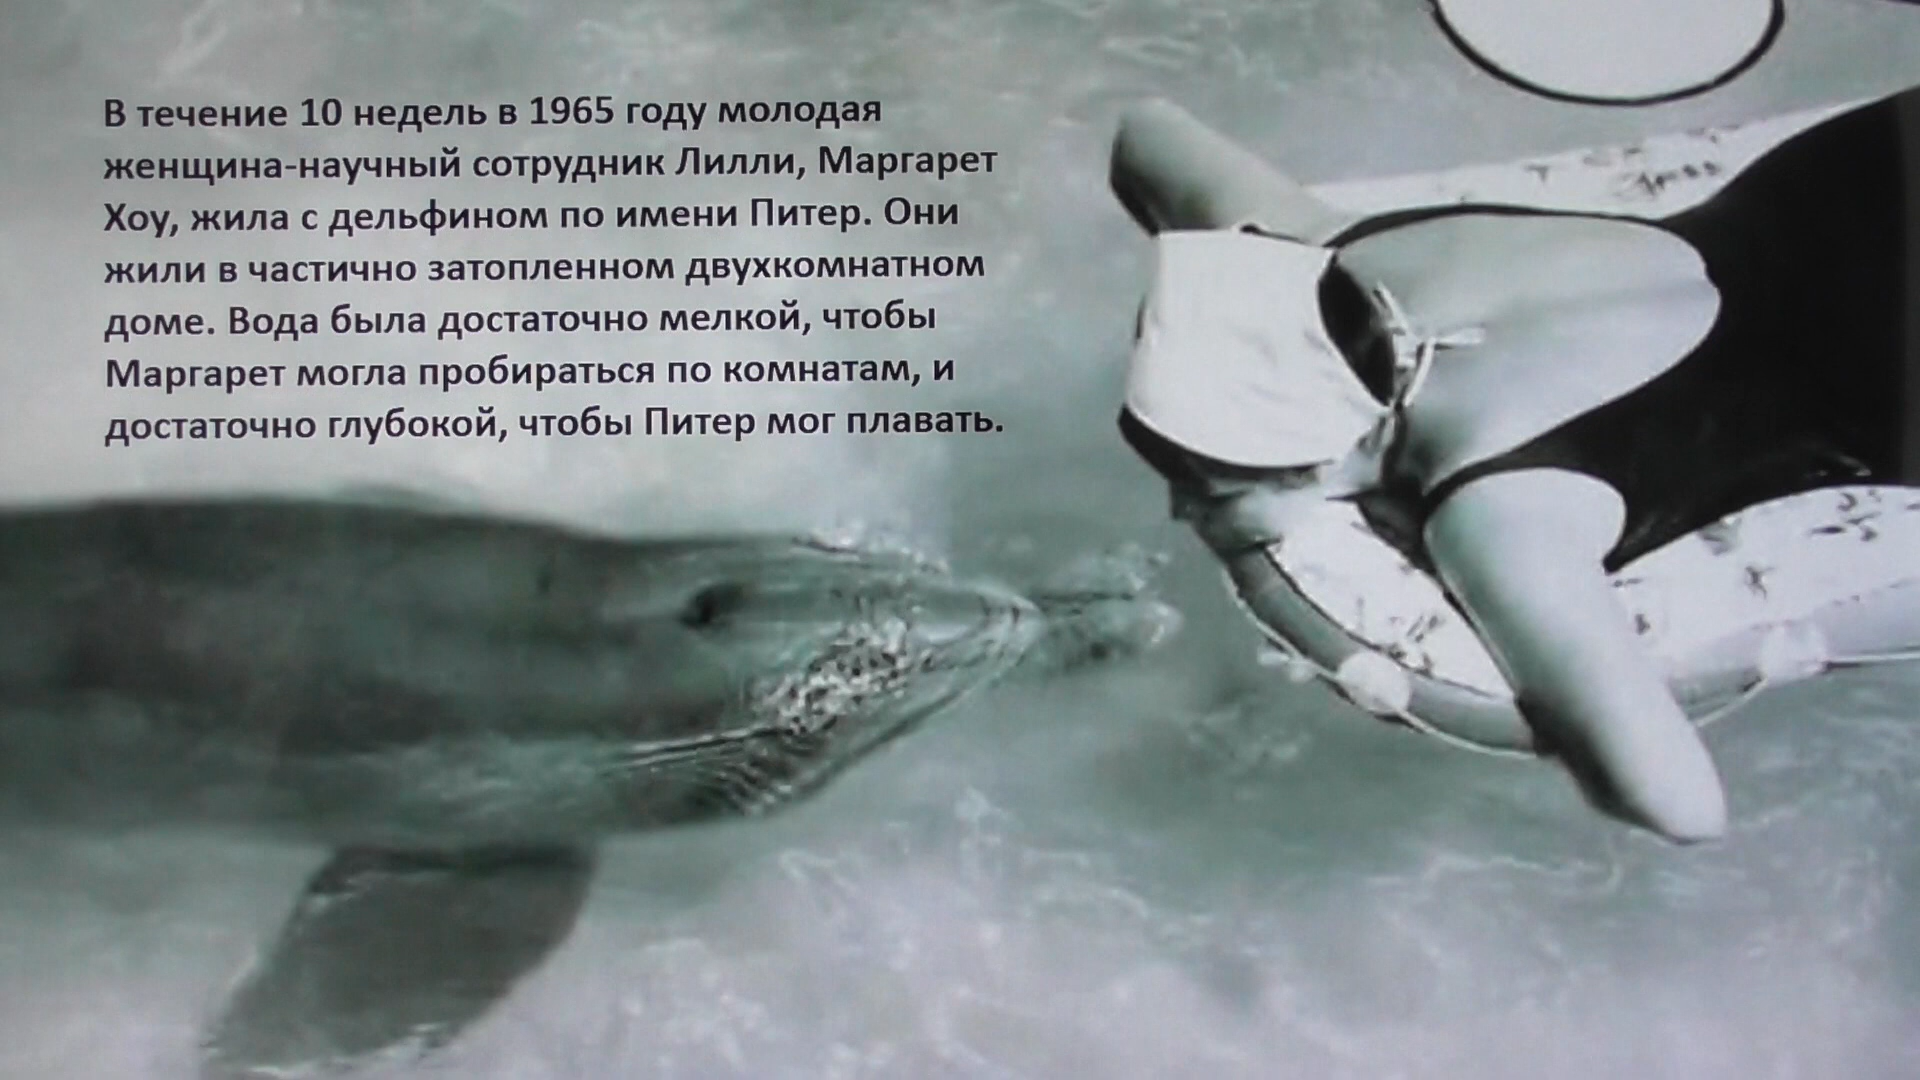 В течение 10 недель в 1965 году молодая
женщина-научный сотрудник Лилли, Маргарет
Хоу, жила с дельфином по имени Питер. Они
жили в частично затопленном двухкомнатном
доме. Вода была достаточно мелкой, чтобы
Маргарет могла пробираться по комнатам, и
достаточно глубокой, чтобы Питер мог плавать.